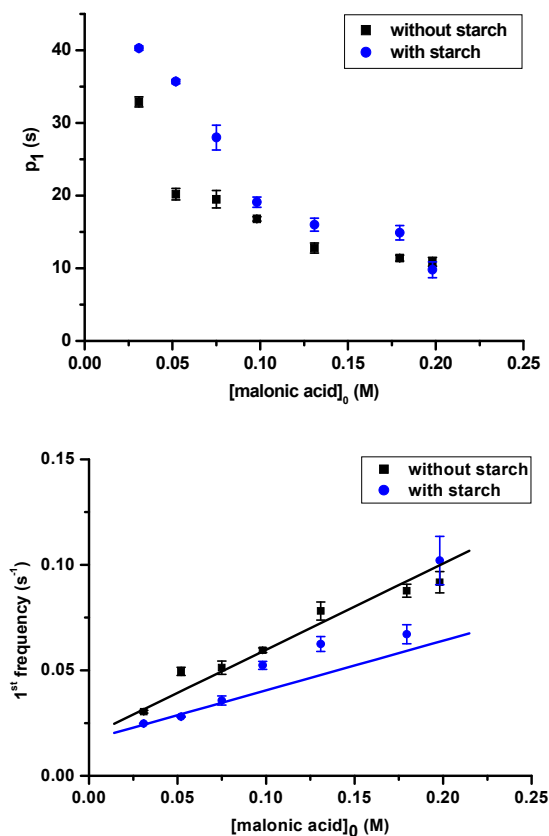 without starch
with starch
40
30
20
10
0
p1 (s)
0.00 0.05 0.10 0.15 0.20 0.25
[malonic acid]0 (M)
0.15
without starch
with starch
0.10
0.05
0.00
1st frequency (s-1)
0.00 0.05 0.10 0.15 0.20 0.25
[malonic acid]0 (M)